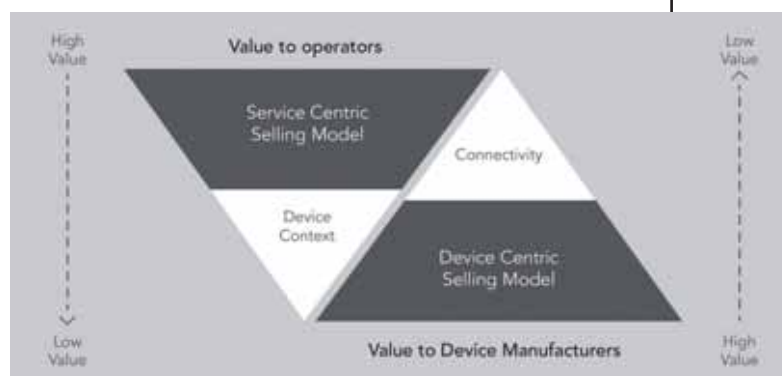 High
Value
Value to operators
Low
Value
Service Centric
Selling Model
Connectivity
Device
Context
Device Centric
Selling Model
Low
Value
Value to Device Manufacturers
High
Value